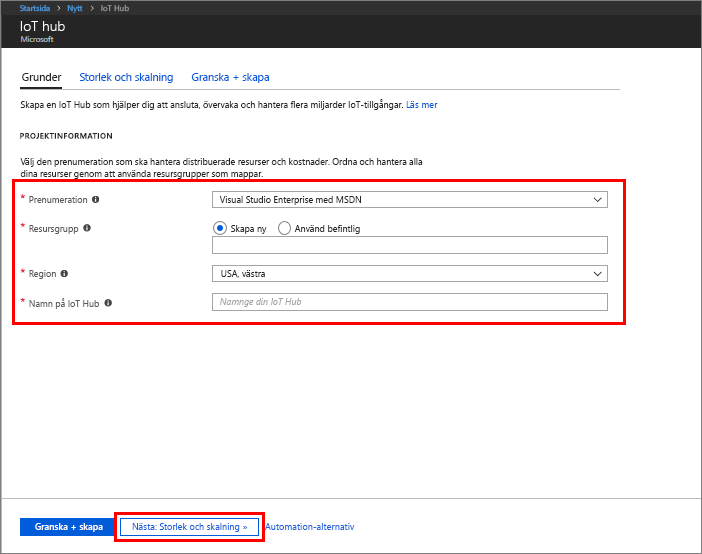 Startsida > Nytt > IoT Hub
IoT hub
Microsoft
Grunder Storlek och skalning Granska + skapa
Skapa en IoT Hub som hjälper dig att ansluta, övervaka och hantera flera miljarder IoT-tillgångar. Läs mer
PROJEKTINFORMATION
Välj den prenumeration som ska hantera distribuerade resurser och kostnader. Ordna och hantera alla
dina resurser genom att använda resursgrupper som mappar.
* Prenumeration Visual Studio Enterprise med MSDN
* Resursgrupp Skapa ny Använd befintlig
* Region USA, västra
* Namn på IoT Hub Namnge din IoT Hub
Granska + skapa Nästa: Storlek och skalning » Automation-alternativ